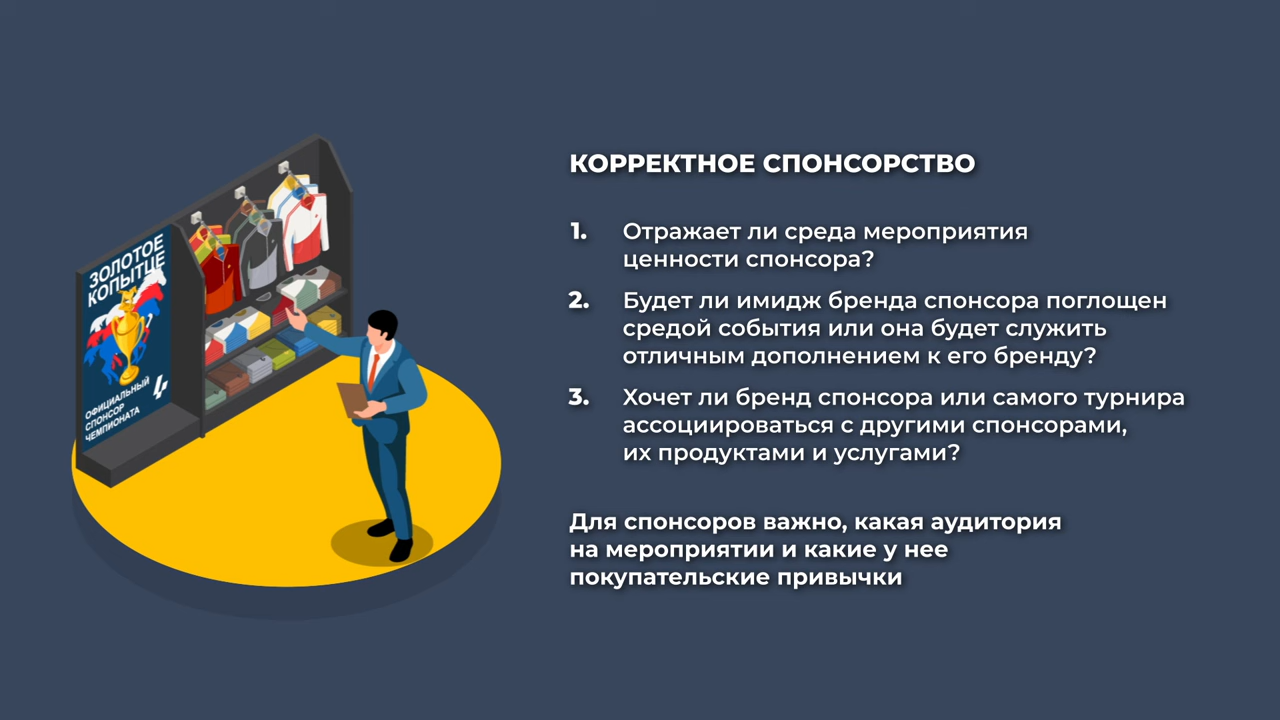 ЗОЛОТОЕ
КОПЫТЦЕ
ОФИЦИАЛЬНЫЙ
СПОНСОР
ЧЕМПИОНАТА
КОРРЕКТНОЕ СПОНСОРСТВО
1. Отражает ли среда мероприятия
ценности спонсора?
2. Будет ли имидж бренда спонсора поглощен
средой события или она будет служить
отличным дополнением к его бренду?
3. Хочет ли бренд спонсора или самого турнира
ассоциироваться с другими спонсорами,
их продуктами и услугами?
Для спонсоров важно, какая аудитория
на мероприятии и какие у нее
покупательские привычки